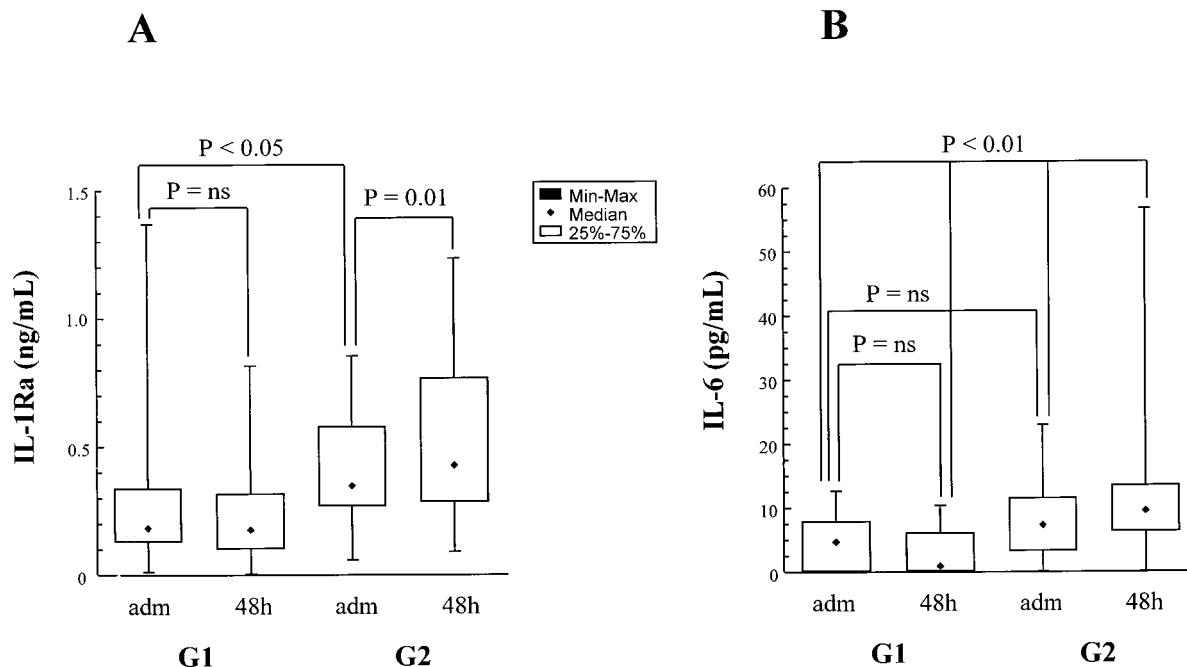 A
P < 0.05
P = ns
P = 0.01
1.5
1.0
0.5
0
IL-1Ra (ng/mL)
adm 48h adm 48h
G1 G2
Min-Max
Median
25%-75%
B
P < 0.01
P = ns
P = ns
60
50
40
30
20
10
0
IL-6 (pg/mL)
adm 48h adm 48h
G1 G2